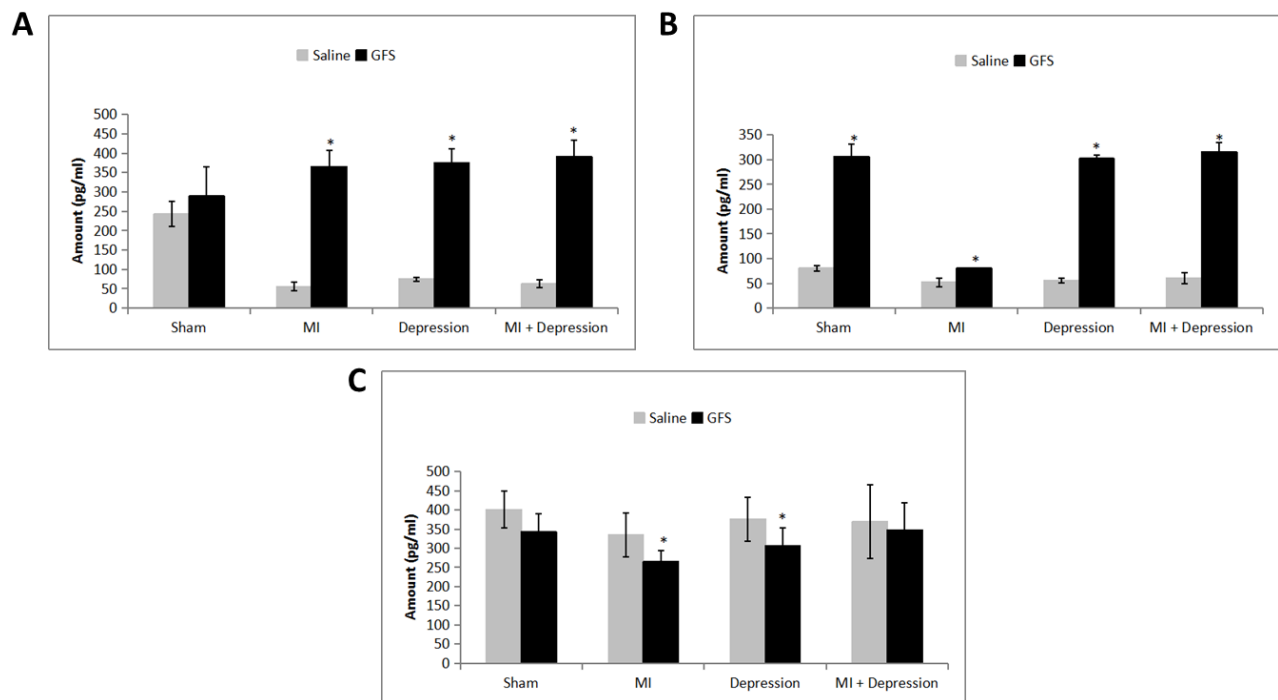 A
Saline GFS
Amount (pg/ml)
500
450
400
350
300
250
200
150
100
50
0
* * *
Sham MI Depression MI + Depression
B
Saline GFS
Amount (pg/ml)
350
300
250
200
150
100
50
0
* * * *
Sham MI Depression MI + Depression
C
Saline GFS
Amount (pg/ml)
500
450
400
350
300
250
200
150
100
50
0
* *
Sham MI Depression MI + Depression